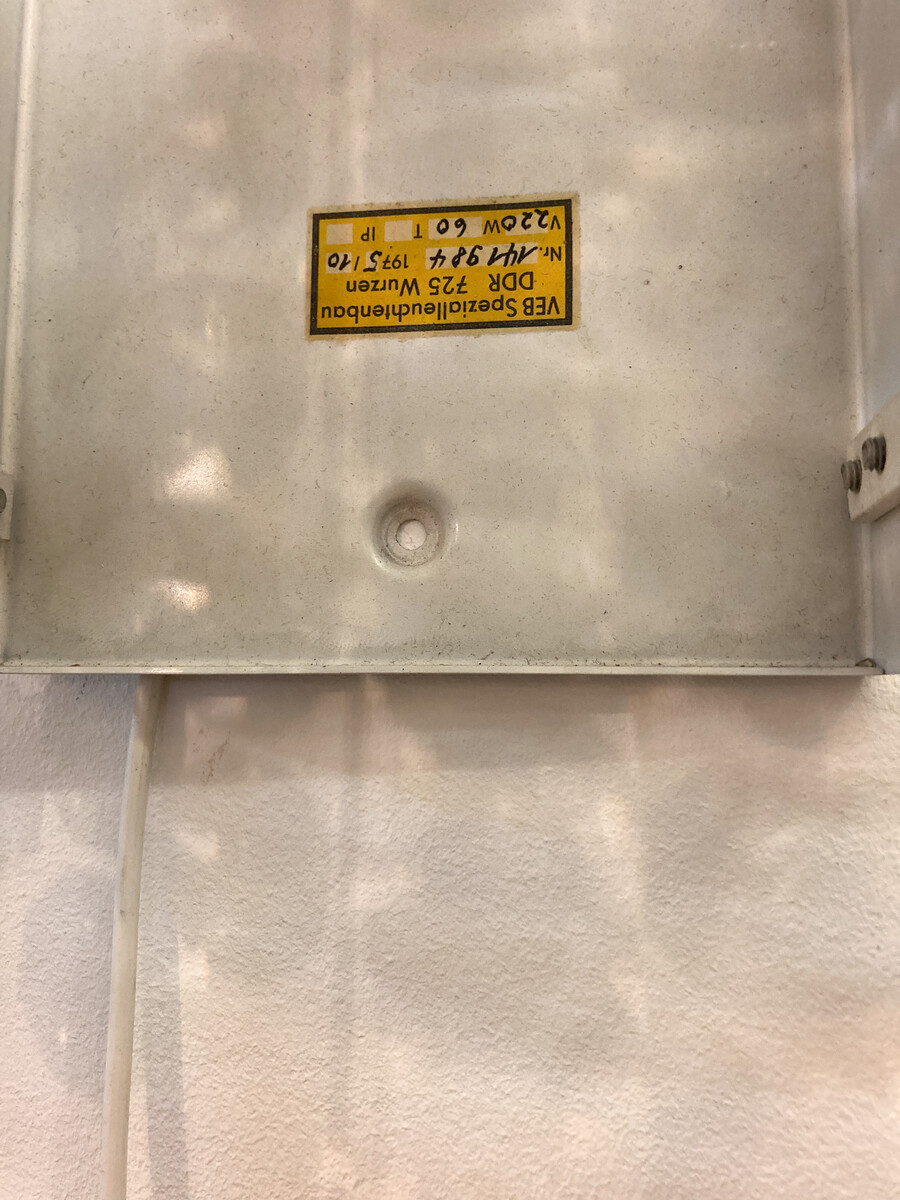 VEB Spezialleuchtenbau
DDR 725 Wurzen
Nr. 141984 1975/10
V 220 W 60 T IP